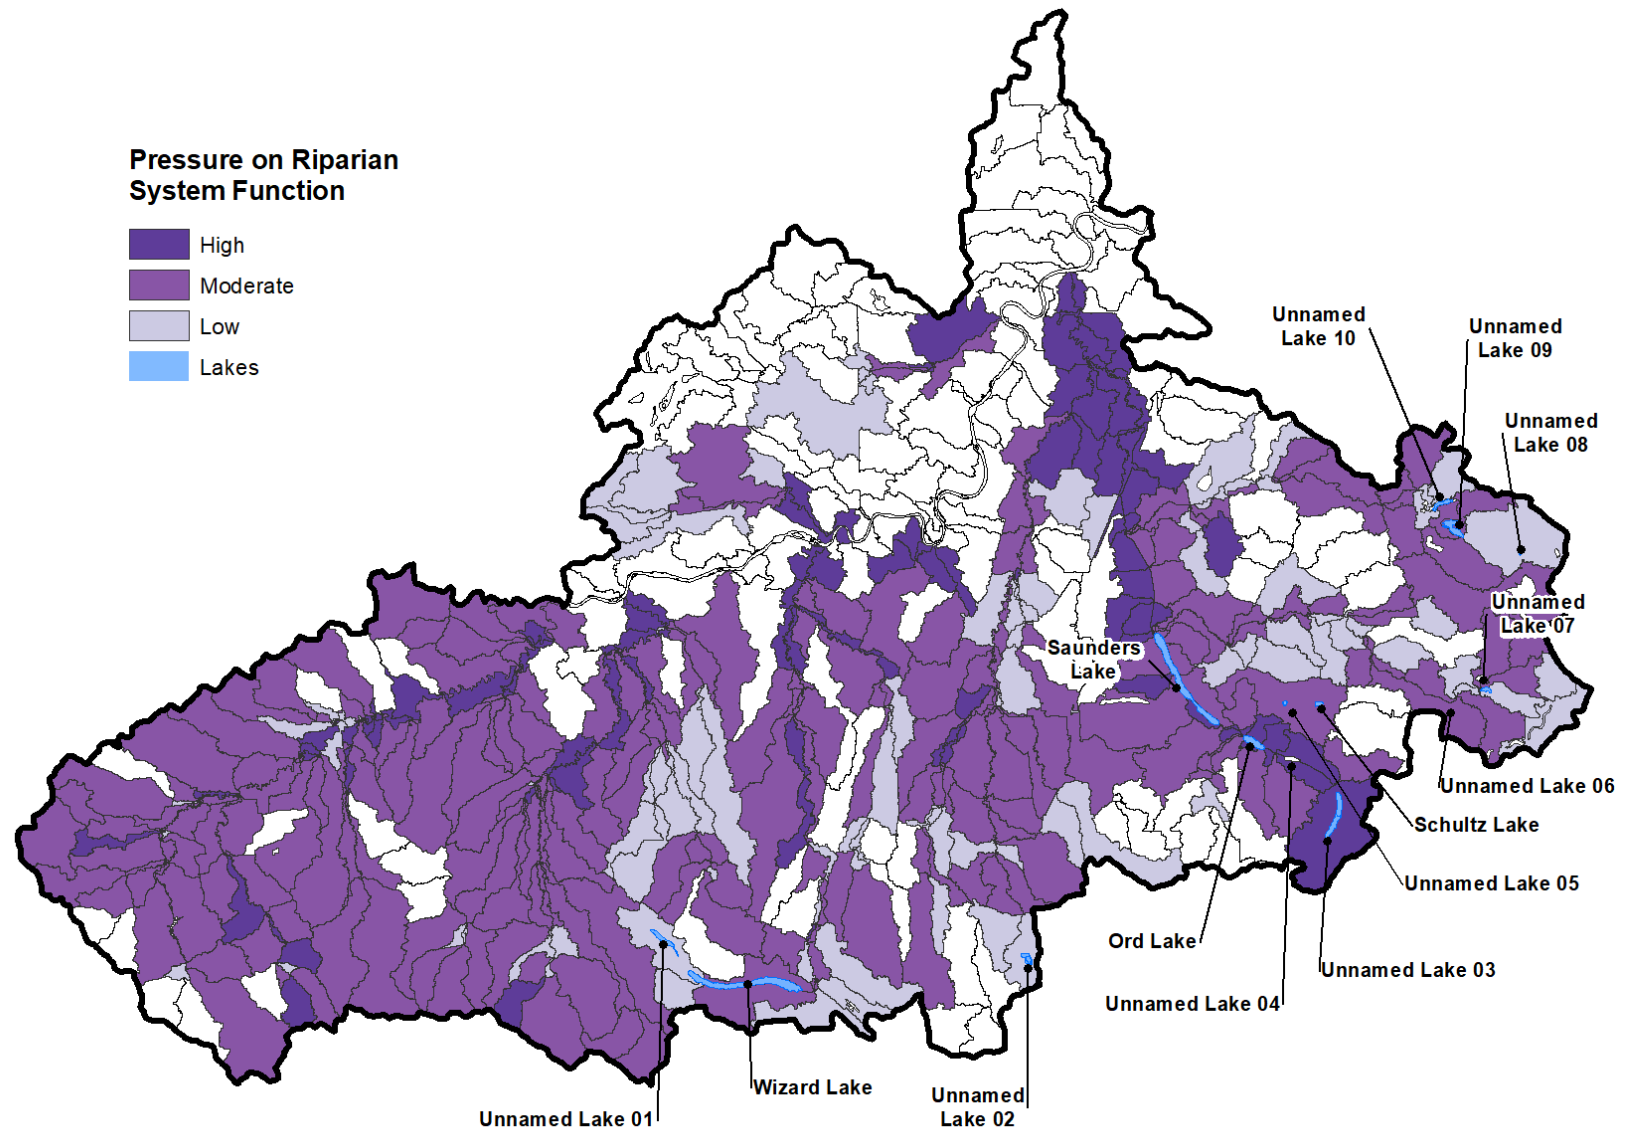 Pressure on Riparian
System Function
High
Moderate
Low
Lakes
Unnamed
Lake 10
Unnamed
Lake 09
Unnamed
Lake 08
Unnamed
Lake 07
Saunders
Lake
Unnamed Lake 06
Schultz Lake
Unnamed Lake 05
Ord Lake
Unnamed Lake 03
Unnamed Lake 04
Wizard Lake
Unnamed
Lake 02
Unnamed Lake 01